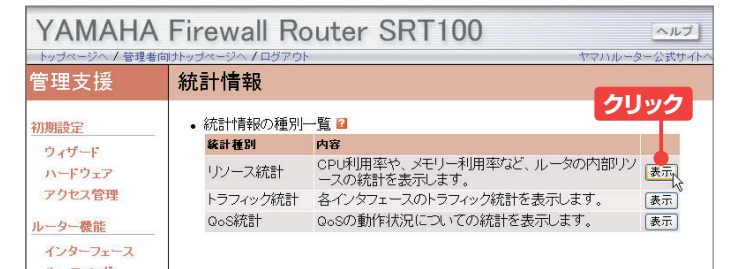 YAMAHA Firewall Router SRT100
ヘルプ
トップページへ / 管理者向けトップページへ / ログアウト
ヤマハルーター公式サイトへ
管理支援
統計情報
クリック
初期設定
ウィザード
ハードウェア
アクセス管理
ルーター機能
インターフェース
• 統計情報の種別一覧 ?
統計種別 内容
リソース統計 CPU利用率や、メモリー利用率など、ルータの内部リソ
ースの統計を表示します。 表示
トラフィック統計 各インタフェースのトラフィック統計を表示します。 表示
QoS統計 QoSの動作状況についての統計を表示します。 表示